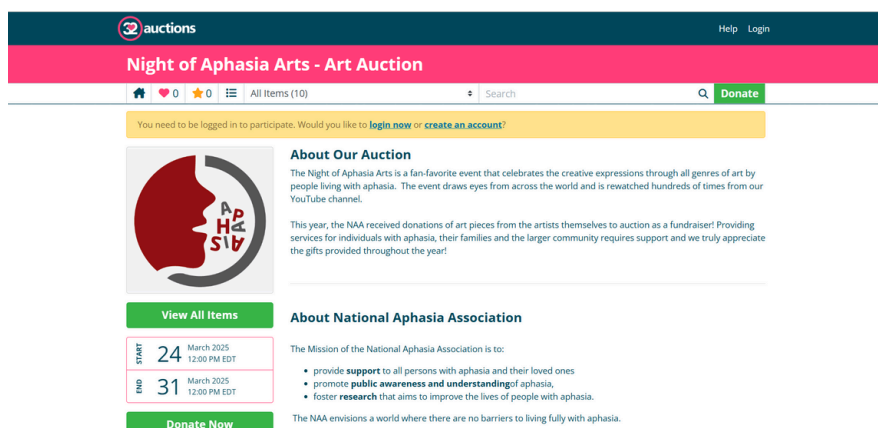 32 auctions
Help Login
Night of Aphasia Arts - Art Auction
0 0 All Items (10) Search Donate
You need to be logged in to participate. Would you like to login now or create an account?
About Our Auction
The Night of Aphasia Arts is a fan-favorite event that celebrates the creative expressions through all genres of art by
people living with aphasia. The event draws eyes from across the world and is rewatched hundreds of times from our
YouTube channel.
This year, the NAA received donations of art pieces from the artists themselves to auction as a fundraiser! Providing
services for individuals with aphasia, their families and the larger community requires support and we truly appreciate
the gifts provided throughout the year!
APHASIA
View All Items
START 24 March 2025
12:00 PM EDT
END 31 March 2025
12:00 PM EDT
Donate Now
About National Aphasia Association
The Mission of the National Aphasia Association is to:
• provide support to all persons with aphasia and their loved ones
• promote public awareness and understandingof aphasia,
• foster research that aims to improve the lives of people with aphasia.
The NAA envisions a world where there are no barriers to living fully with aphasia.